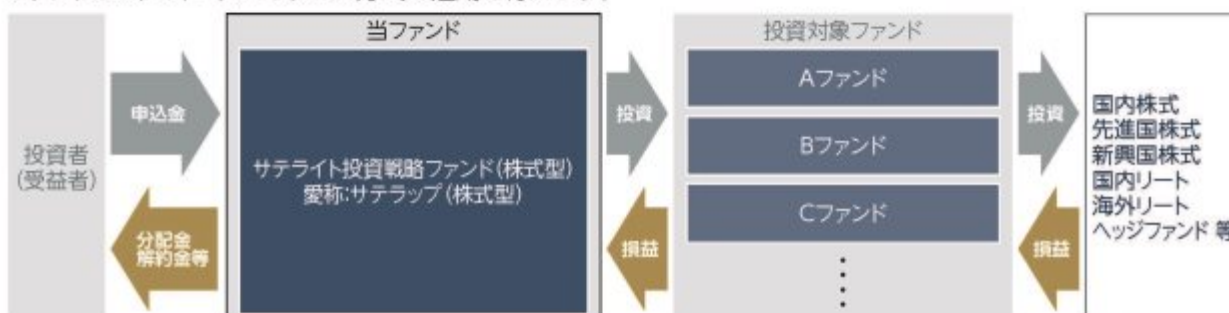 当ファンド
投資対象ファンド
投資者
(受益者)
申込金
分配金
解約金等
サテライト投資戦略ファンド(株式型)
愛称:サテラップ(株式型)
投資
損益
Aファンド
Bファンド
Cファンド
投資
損益
国内株式
先進国株式
新興国株式
国内リート
海外リート
ヘッジファンド 等